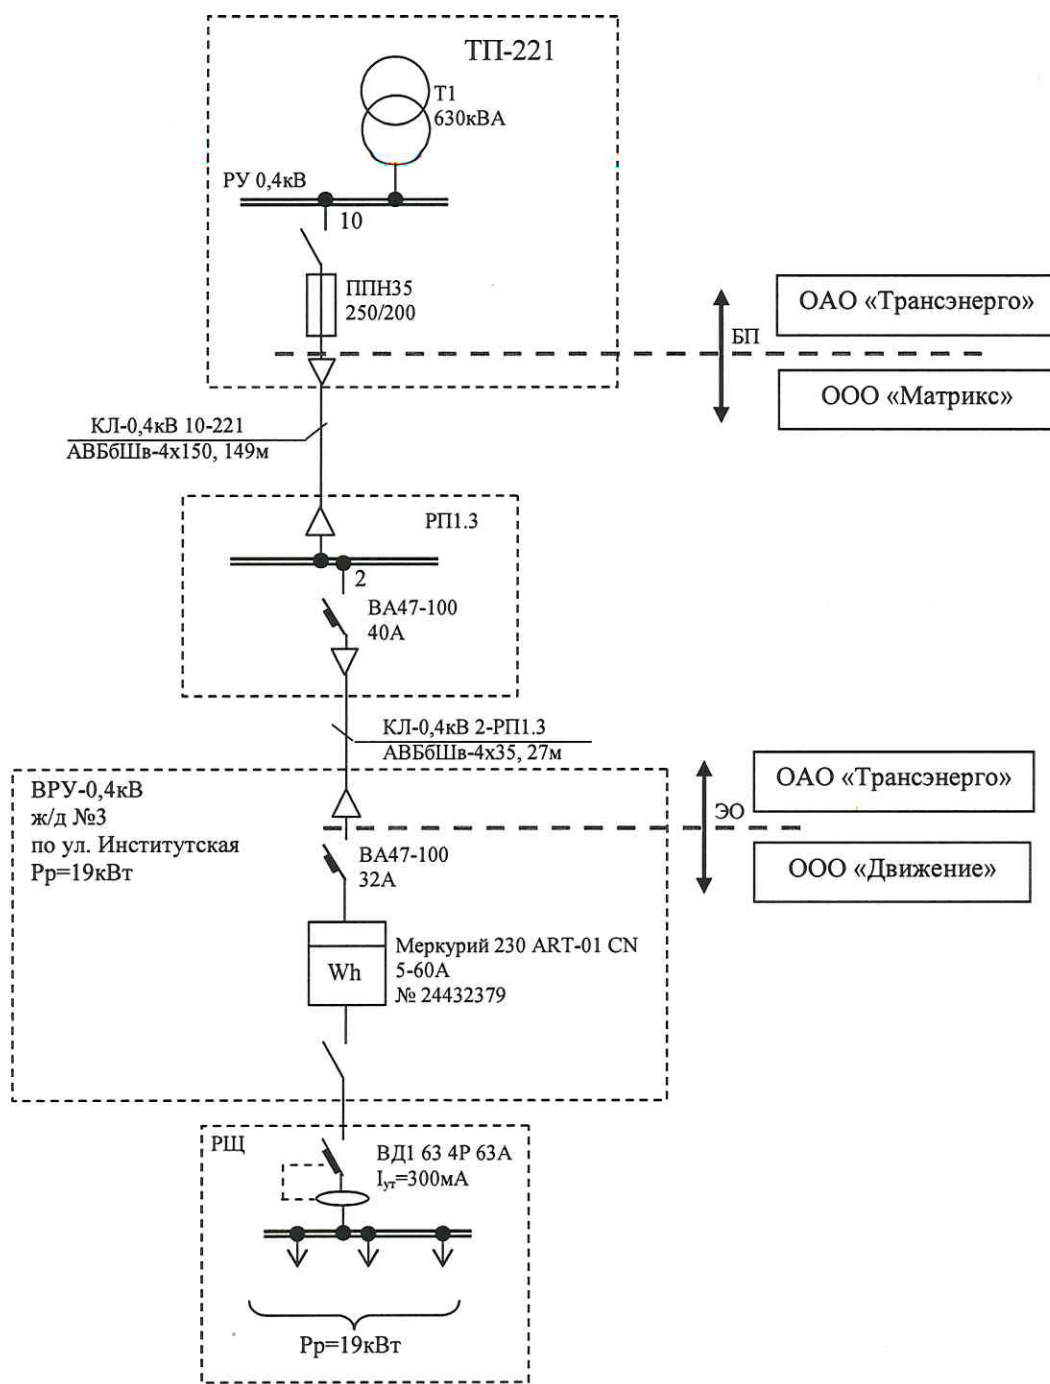 ТП-221
Т1
630кВА
РУ 0,4кВ
10
ППН35
250/200
ОАО «Трансэнерго»
БП
ООО «Матрикс»
КЛ-0,4кВ 10-221
АВБбШв-4х150, 149м
РП1.3
2
ВА47-100
40А
КЛ-0,4кВ 2-РП1.3
АВБбШв-4х35, 27м
ВРУ-0,4кВ
ж/д №3
по ул. Институтская
Рр=19кВт
ОАО «Трансэнерго»
ЭО
ООО «Движение»
ВА47-100
32А
Wh
Меркурий 230 ART-01 CN
5-60А
№ 24432379
РЩ
ВД1 63 4Р 63А
Iут=300мА
Рр=19кВт